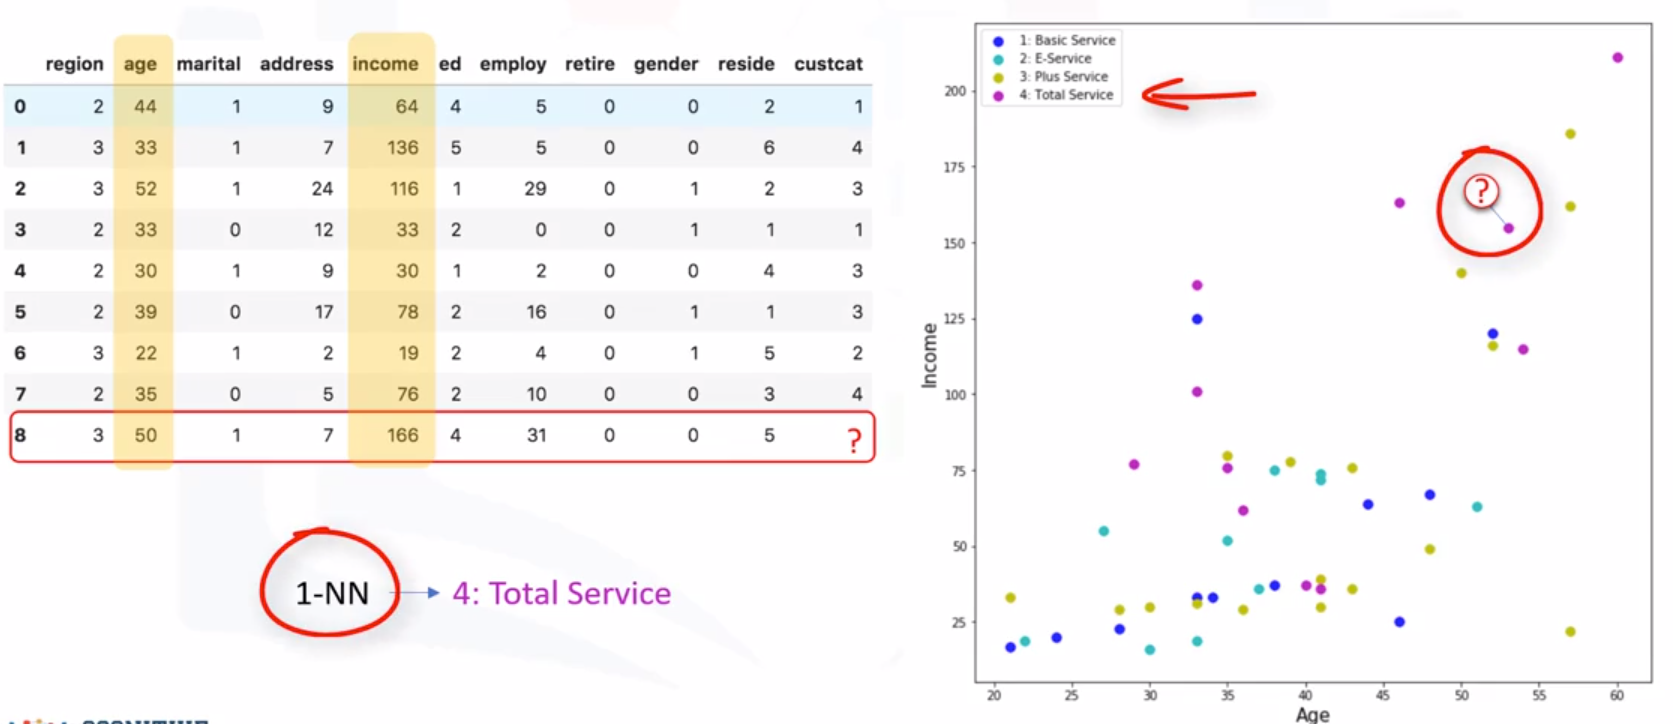 region age marital address income ed employ retire gender reside custcat
0 2 44 1 9 64 4 5 0 0 2 1
1 3 33 1 7 136 5 5 0 0 6 4
2 3 52 1 24 116 1 29 0 1 2 3
3 2 33 0 12 33 2 0 0 1 1 1
4 2 30 1 9 30 1 2 0 0 4 3
5 2 39 0 17 78 2 16 0 1 1 3
6 3 22 1 2 19 2 4 0 1 5 2
7 2 35 0 5 76 2 10 0 0 3 4
8 3 50 1 7 166 4 31 0 0 5 ?
1-NN 4: Total Service
1: Basic Service
2: E-Service
3: Plus Service
4: Total Service
?
Income
200
175
150
125
100
75
50
25
20 25 30 35 40 45 50 55 60
Age